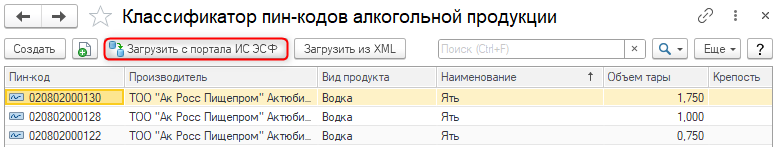 Классификатор пин-кодов алкогольной продукции
Создать Загрузить с портала ИС ЭСФ Загрузить из XML Поиск (Ctrl+F) × Еще ?
Пин-код Производитель Вид продукта Наименование ↑ Объем тары Крепость
020802000130 ТОО "Ак Росс Пищепром" Актюби... Водка Ять 1,750
020802000128 ТОО "Ак Росс Пищепром" Актюби... Водка Ять 1,000
020802000122 ТОО "Ак Росс Пищепром" Актюби... Водка Ять 0,750